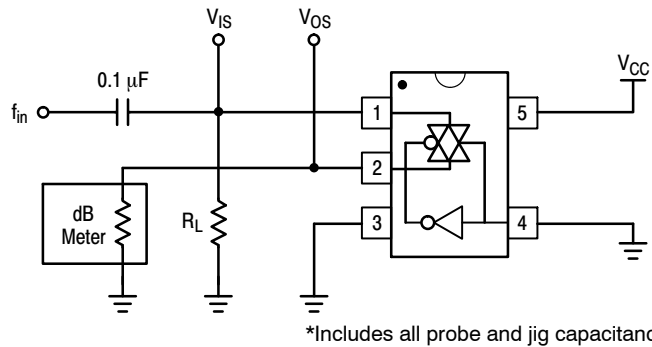 V_IS V_OS
0.1 μF
V_CC
f_in
1
5
2
dB
Meter
R_L
3
4
*Includes all probe and jig